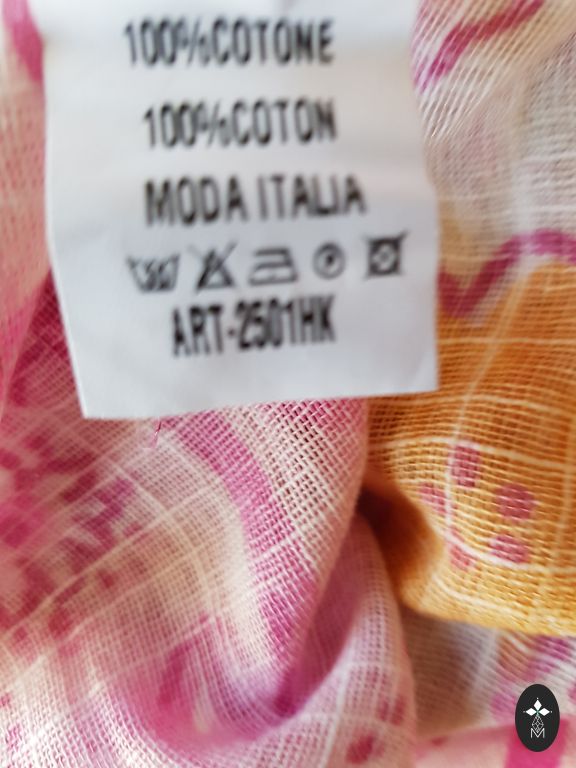 100%COTONE
100%COTON
MODA ITALIA
ART-2501HK
M